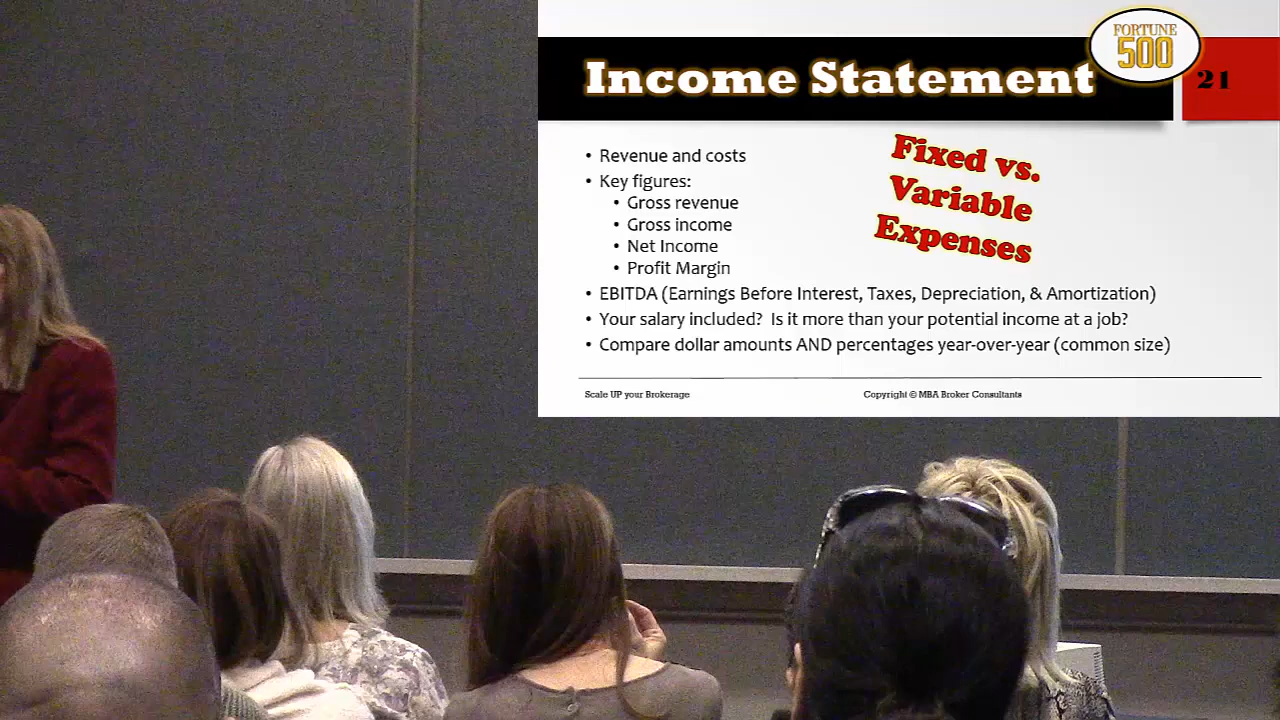 FORTUNE
500
Income Statement
21
• Revenue and costs
• Key figures:
• Gross revenue
• Gross income
• Net Income
• Profit Margin
Fixed vs.
Variable
Expenses
• EBITDA (Earnings Before Interest, Taxes, Depreciation, & Amortization)
• Your salary included? Is it more than your potential income at a job?
• Compare dollar amounts AND percentages year-over-year (common size)
Scale UP your Brokerage
Copyright © MBA Broker Consultants